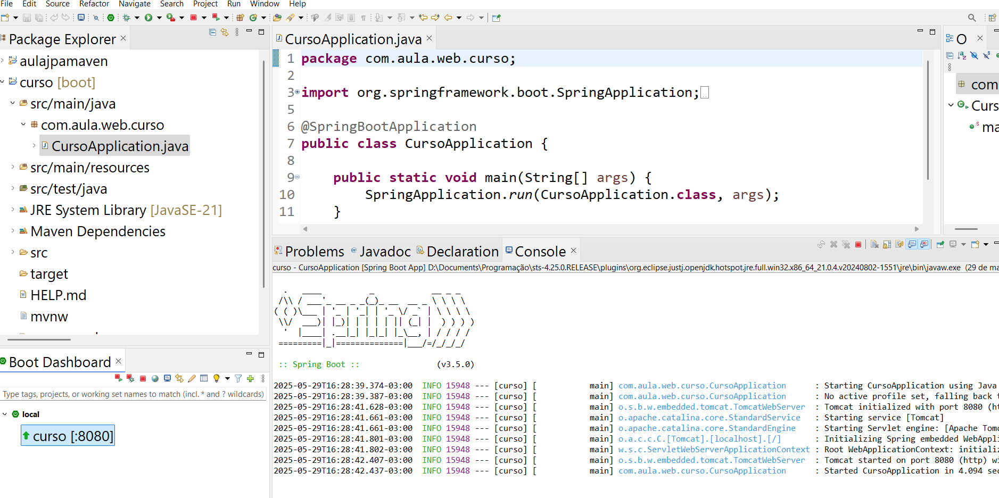 File Edit Source Refactor Navigate Search Project Run Window Help
Package Explorer
aulajpamaven
curso [boot]
src/main/java
com.aula.web.curso
CursoApplication.java
src/main/resources
src/test/java
JRE System Library [JavaSE-21]
Maven Dependencies
src
target
HELP.md
mvnw
Boot Dashboard
Type tags, projects, or working set names to match (incl. * and ? wildcards)
local
curso [:8080]
CursoApplication.java
1 package com.aula.web.curso;
2
3 import org.springframework.boot.SpringApplication;
5
6 @SpringBootApplication
7 public class CursoApplication {
8
9 public static void main(String[] args) {
10 SpringApplication.run(CursoApplication.class, args);
11 }
O
com
Curs
ma
Problems Javadoc Declaration Console
curso - CursoApplication [Spring Boot App] D:\Documents\Programação\sts-4.25.0.RELEASE\plugins\org.eclipse.justj.openjdk.hotspot.jre.full.win32.x86_64_21.0.4.v20240802-1551\jre\bin\javaw.exe (29 de ma
Spring
:: Spring Boot :: (v3.5.0)
2025-05-29T16:28:39.374-03:00 INFO 15948 --- [curso] [ main] com.aula.web.curso.CursoApplication : Starting CursoApplication using Java
2025-05-29T16:28:39.387-03:00 INFO 15948 --- [curso] [ main] com.aula.web.curso.CursoApplication : No active profile set, falling back t
2025-05-29T16:28:41.628-03:00 INFO 15948 --- [curso] [ main] o.s.b.w.embedded.tomcat.TomcatWebServer : Tomcat initialized with port 8080 (ht
2025-05-29T16:28:41.661-03:00 INFO 15948 --- [curso] [ main] o.apache.catalina.core.StandardService : Starting service [Tomcat]
2025-05-29T16:28:41.661-03:00 INFO 15948 --- [curso] [ main] o.apache.catalina.core.StandardEngine : Starting Servlet engine: [Apache Tomc
2025-05-29T16:28:41.801-03:00 INFO 15948 --- [curso] [ main] o.a.c.c.C.[Tomcat].[localhost].[/] : Initializing Spring embedded WebAppli
2025-05-29T16:28:41.802-03:00 INFO 15948 --- [curso] [ main] w.s.c.ServletWebServerApplicationContext : Root WebApplicationContext: initializ
2025-05-29T16:28:42.407-03:00 INFO 15948 --- [curso] [ main] o.s.b.w.embedded.tomcat.TomcatWebServer : Tomcat started on port 8080 (http) wi
2025-05-29T16:28:42.437-03:00 INFO 15948 --- [curso] [ main] com.aula.web.curso.CursoApplication : Started CursoApplication in 4.094 sec